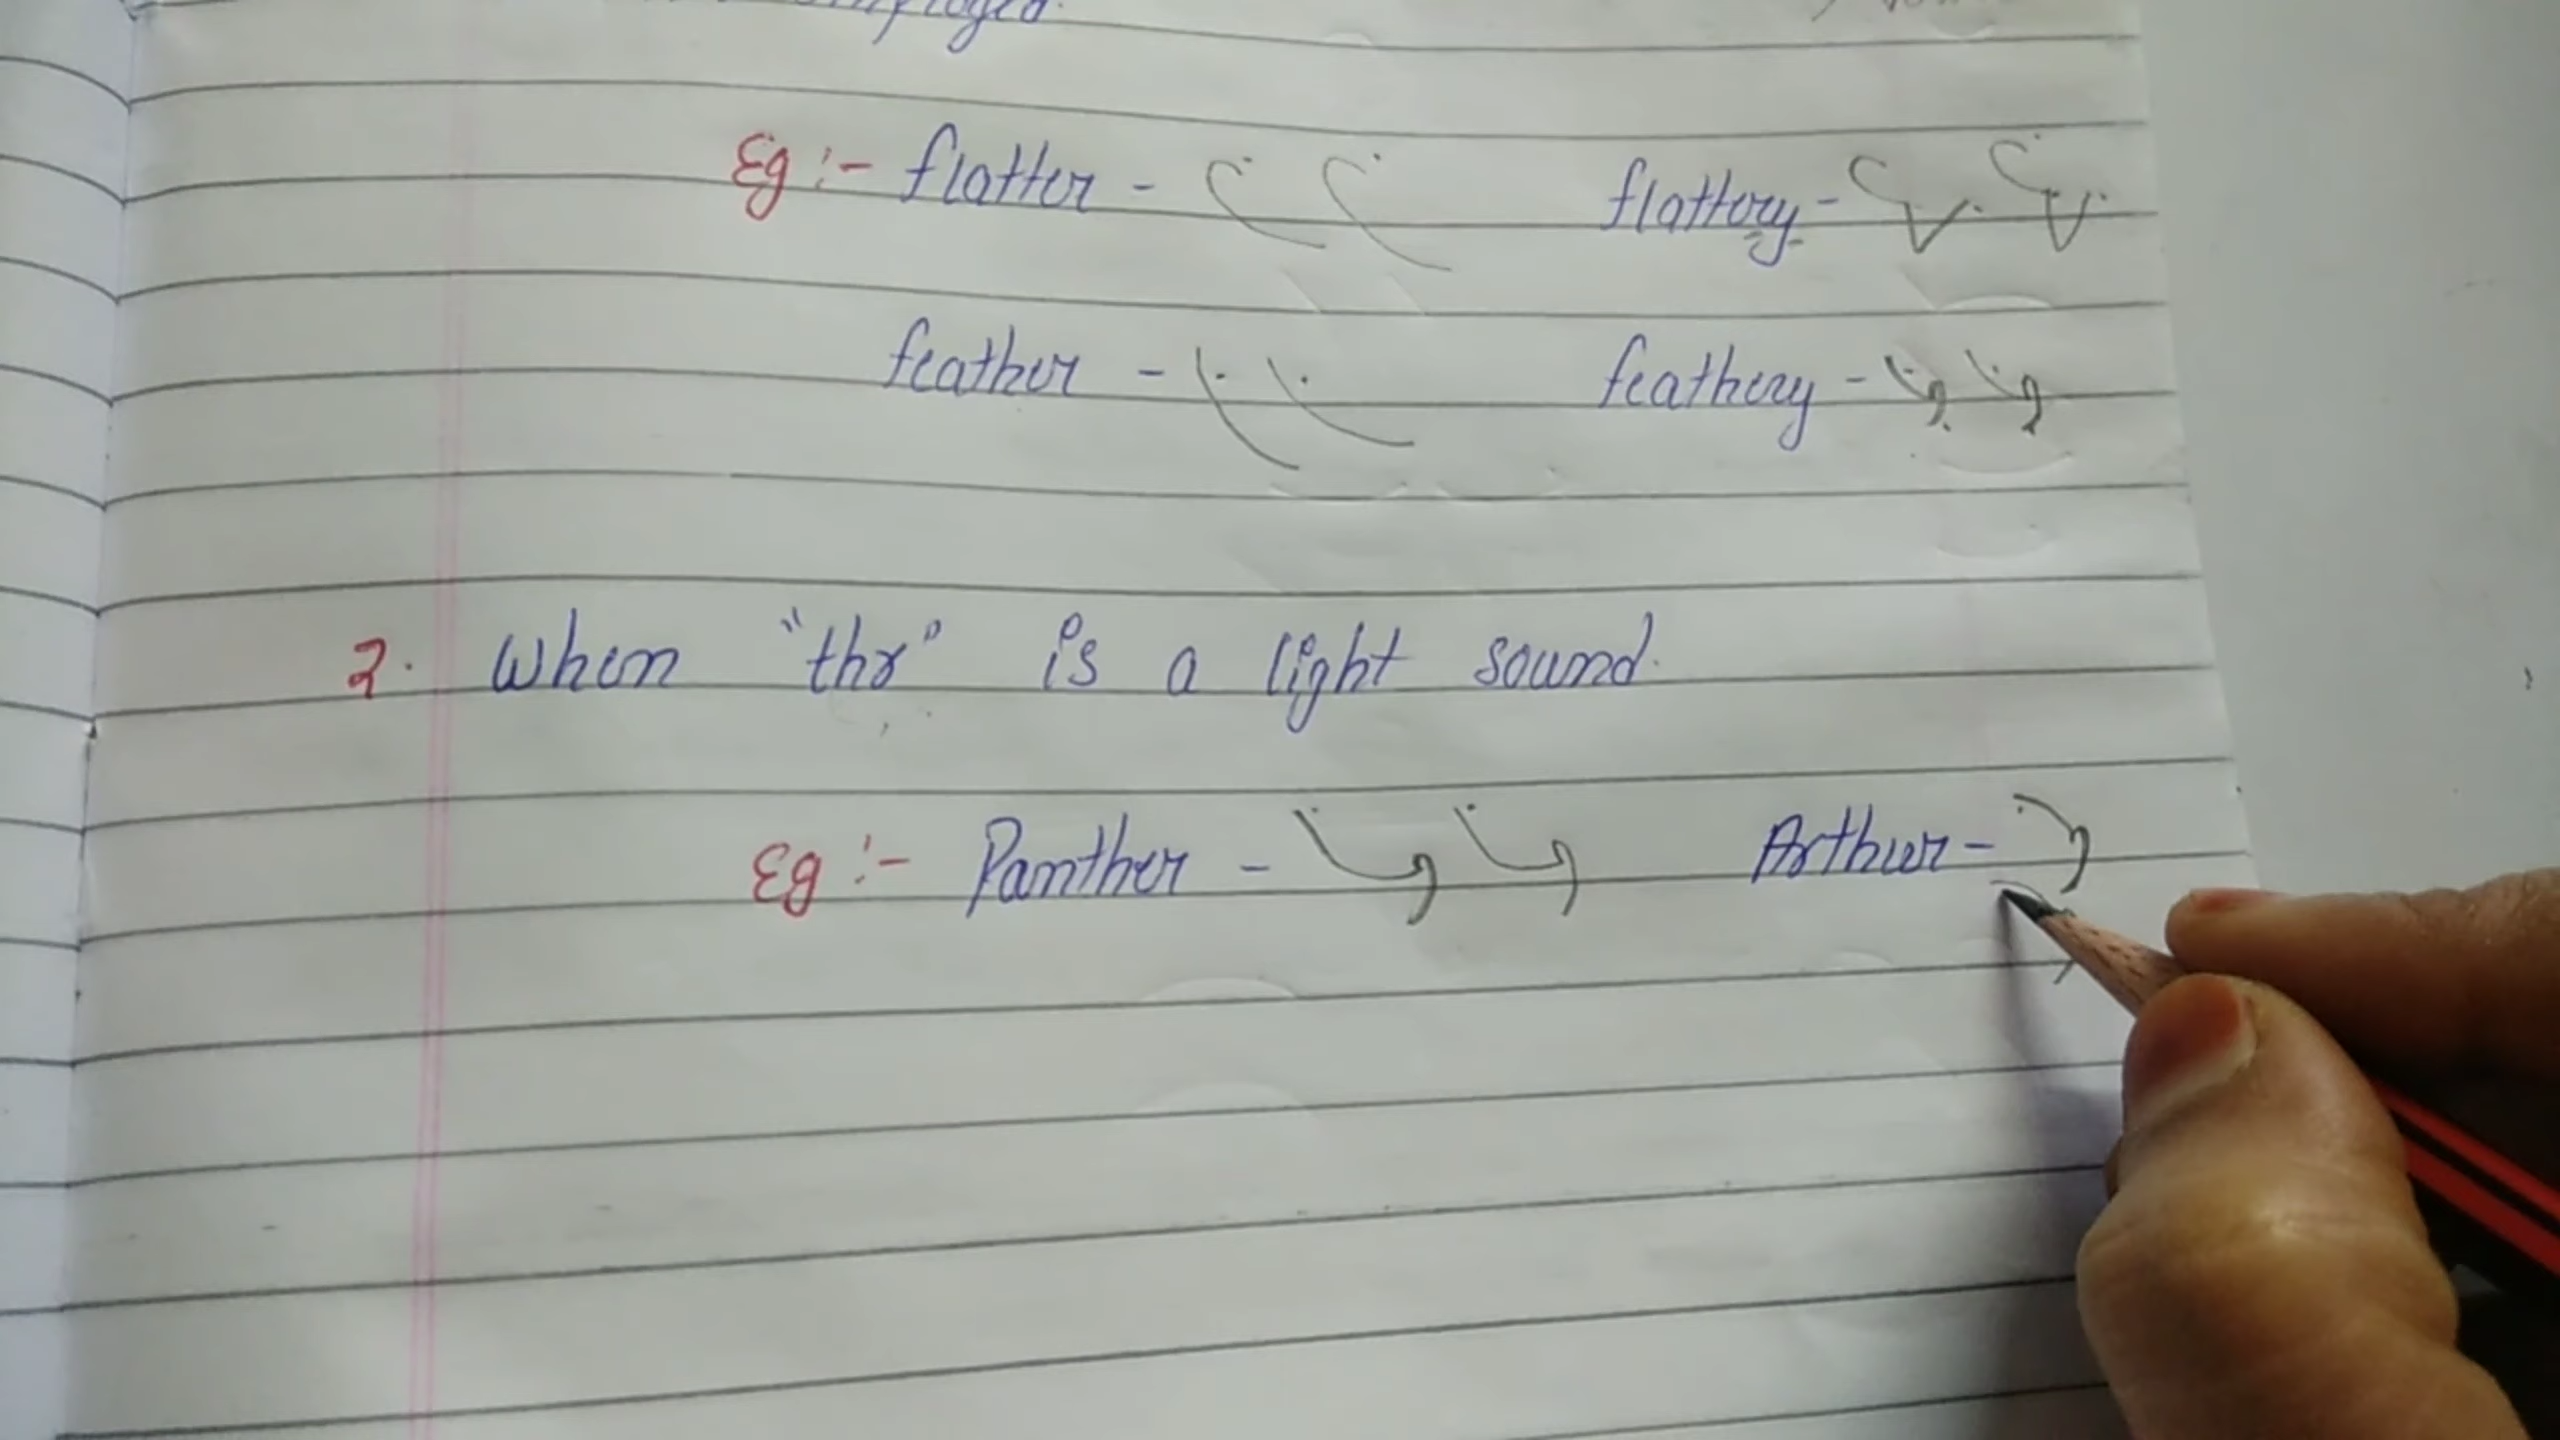 Eg :- flatter - flattery -
feather - feathery -
2. When "thr" is a light sound.
Eg :- Panther - Arthur -